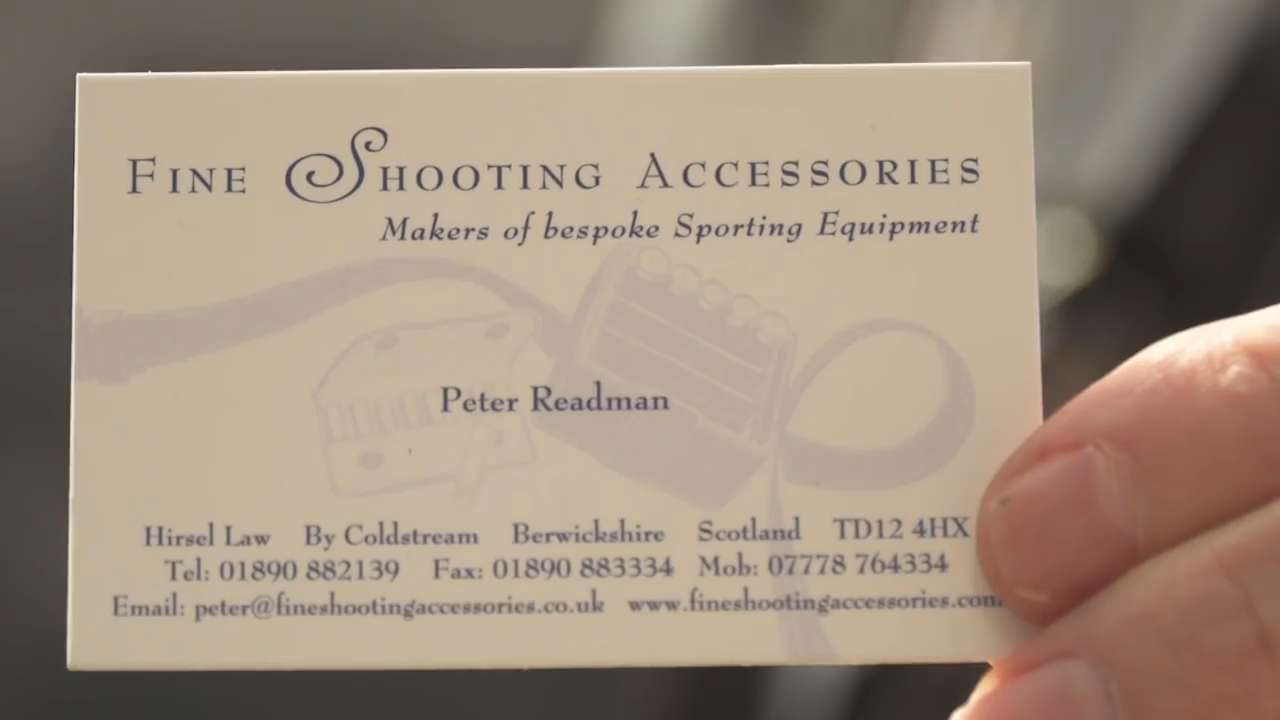 Fine Shooting Accessories
Makers of bespoke Sporting Equipment
Peter Readman
Hirsel Law By Coldstream Berwickshire Scotland TD12 4HX
Tel: 01890 882139 Fax: 01890 883334 Mob: 07778 764334
Email: peter@fineshootingaccessories.co.uk www.fineshootingaccessories.com